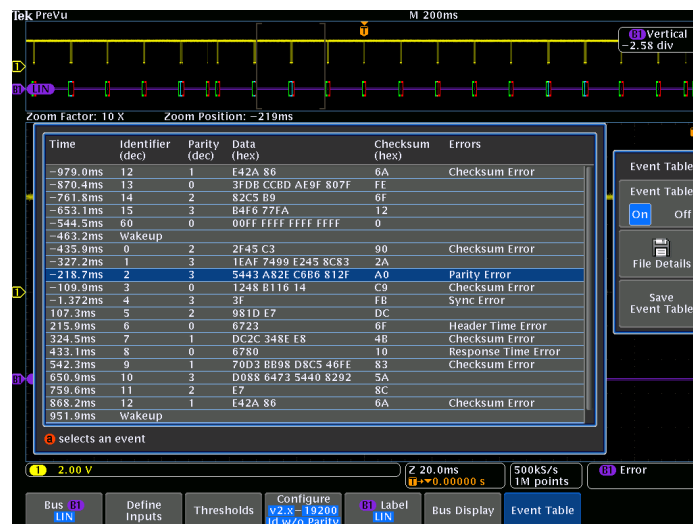 Tek PreVu M 200ms
T
B1 Vertical
-2.58 div
1
B1 LIN
Zoom Factor: 10 X Zoom Position: -219ms
Time Identifier (dec) Parity (dec) Data (hex) Checksum (hex) Errors
-979.0ms 12 1 E42A 86 6A Checksum Error
-870.4ms 13 0 3FDB CCBD AE9F 807F FE
-761.8ms 14 2 82C5 B9 6F
-653.1ms 15 3 B4F6 77FA 12
-544.5ms 60 0 00FF FFFF FFFF FFFF 0
-463.2ms Wakeup
-435.9ms 0 2 2F45 C3 90 Checksum Error
-327.2ms 1 3 1EAF 7499 E245 8C83 2A
-218.7ms 2 3 5443 A82E C6B6 812F A0 Parity Error
-109.9ms 3 0 1248 B116 14 C9 Checksum Error
-1.372ms 4 3 3F FB Sync Error
107.3ms 5 2 981D E7 DC
215.9ms 6 0 6723 6F Header Time Error
324.5ms 7 1 DC2C 348E E8 4B Checksum Error
433.1ms 8 0 6780 10 Response Time Error
542.3ms 9 1 70D3 BB98 D8C5 46FE 83 Checksum Error
650.9ms 10 3 D088 6473 5440 8292 5A
759.6ms 11 2 E7 8C
868.2ms 12 1 E42A 86 6A Checksum Error
951.9ms Wakeup
a selects an event
Event Table
Event Table
On Off
File Details
Save
Event Table
1
B1
1 2.00 V
Z 20.0ms
T 0.00000 s
500kS/s
1M points
B1 Error
Bus B1
LIN
Define
Inputs
Thresholds
Configure
v2.x-19200
Id w/o Parity
B1 Label
LIN
Bus Display
Event Table